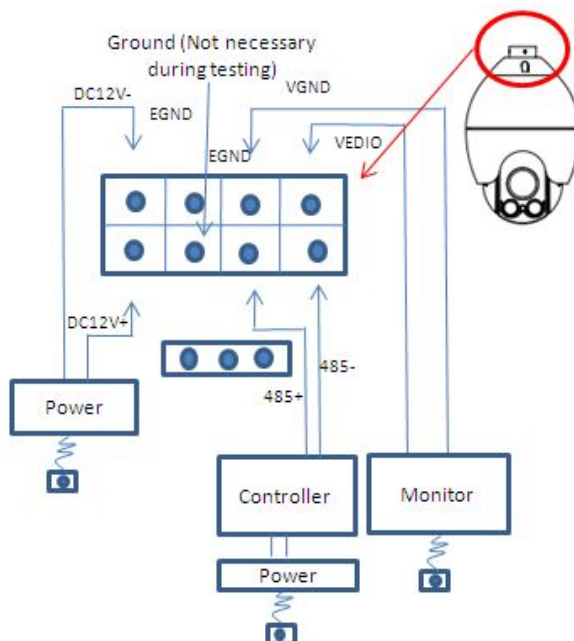 Ground (Not necessary
during testing)
DC12V-
VGND
EGND
VEDIO
EGND
DC12V+
485-
485+
Power
Controller
Monitor
Power